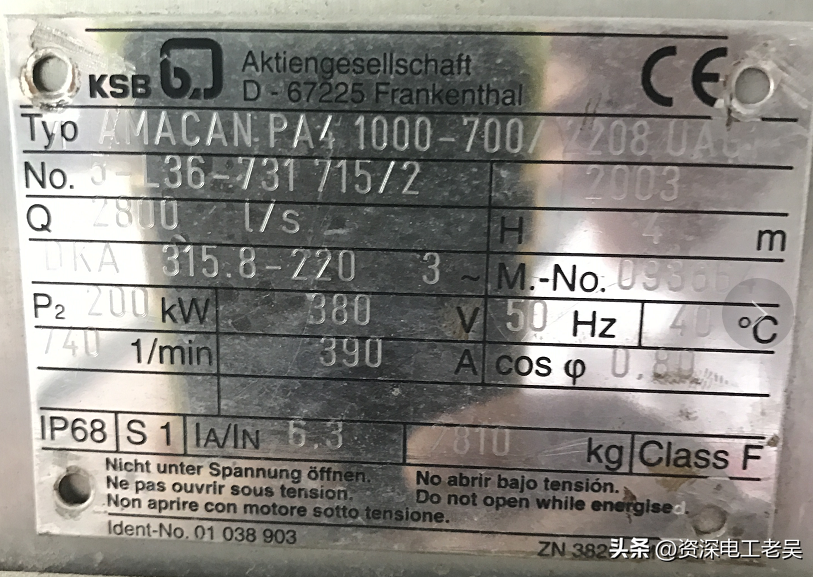 KSB Aktiengesellschaft CE
D - 67225 Frankenthal
Typ AMACAN PA4 1000-700/
No. 715/2 2003
Q 2800 l/s H 4 m
DKA 315.8-220 3 ~ M.-No.
P2 200 kW 380 V 50 Hz 40 °C
740 1/min 390 A cos φ
IP68 S 1 IA/IN 6.3 2810 kg Class F
Nicht unter Spannung öffnen. No abrir bajo tensión.
Ne pas ouvrir sous tension. Do not open while energised.
Non aprire con motore sotto tensione.
Ident-No. 01 038 903
ZN 头条 @资深电工老吴